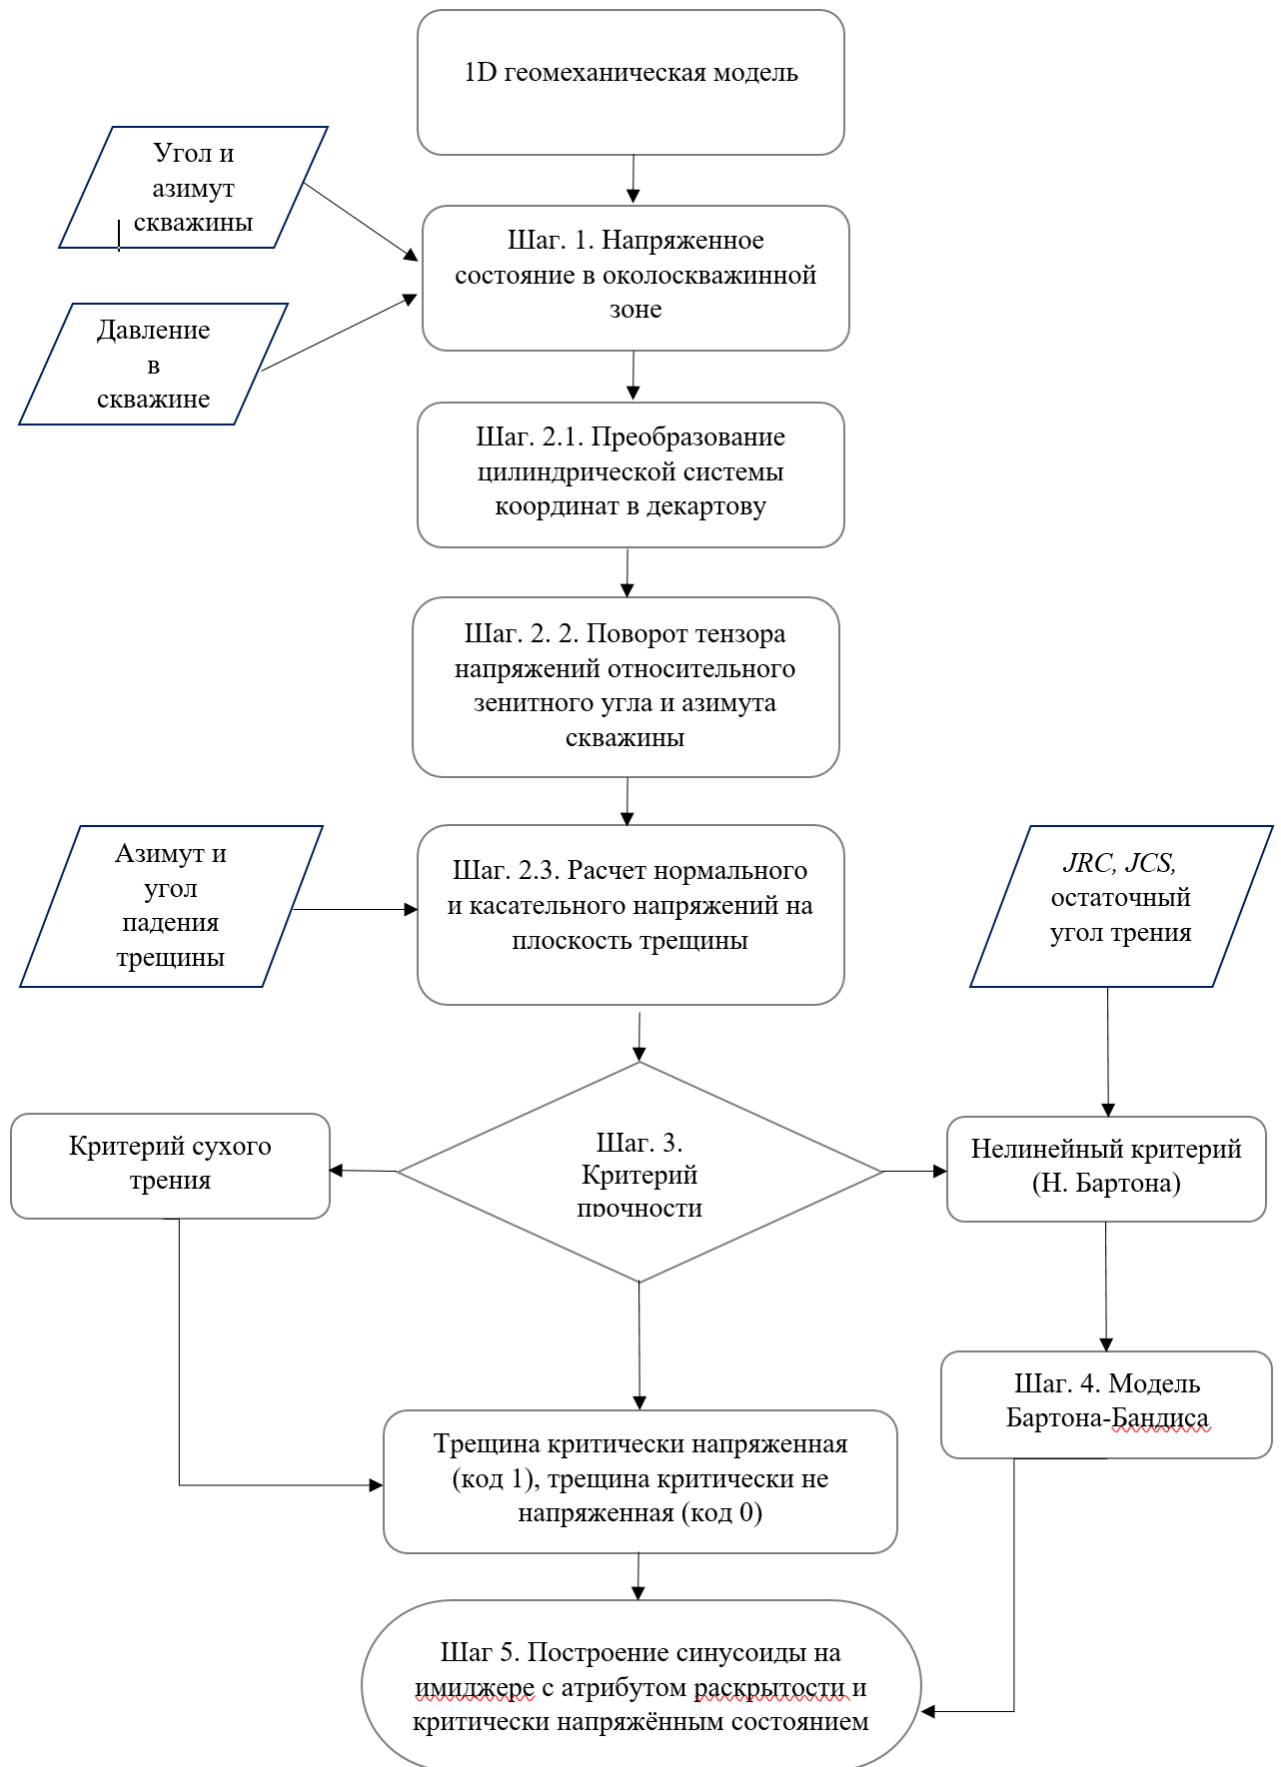 1D геомеханическая модель
Угол и
азимут
скважины
Шаг. 1. Напряженное
состояние в околоскважинной
зоне
Давление
в
скважине
Шаг. 2.1. Преобразование
цилиндрической системы
координат в декартову
Шаг. 2. 2. Поворот тензора
напряжений относительного
зенитного угла и азимута
скважины
Азимут и
угол
падения
трещины
Шаг. 2.3. Расчет нормального
и касательного напряжений на
плоскость трещины
JRC, JCS,
остаточный
угол трения
Критерий сухого
трения
Шаг. 3.
Критерий
прочности
Нелинейный критерий
(Н. Бартона)
Шаг. 4. Модель
Бартона-Бандиса
Трещина критически напряженная
(код 1), трещина критически не
напряженная (код 0)
Шаг 5. Построение синусоиды на
имиджере с атрибутом раскрытости и
критически напряжённым состоянием